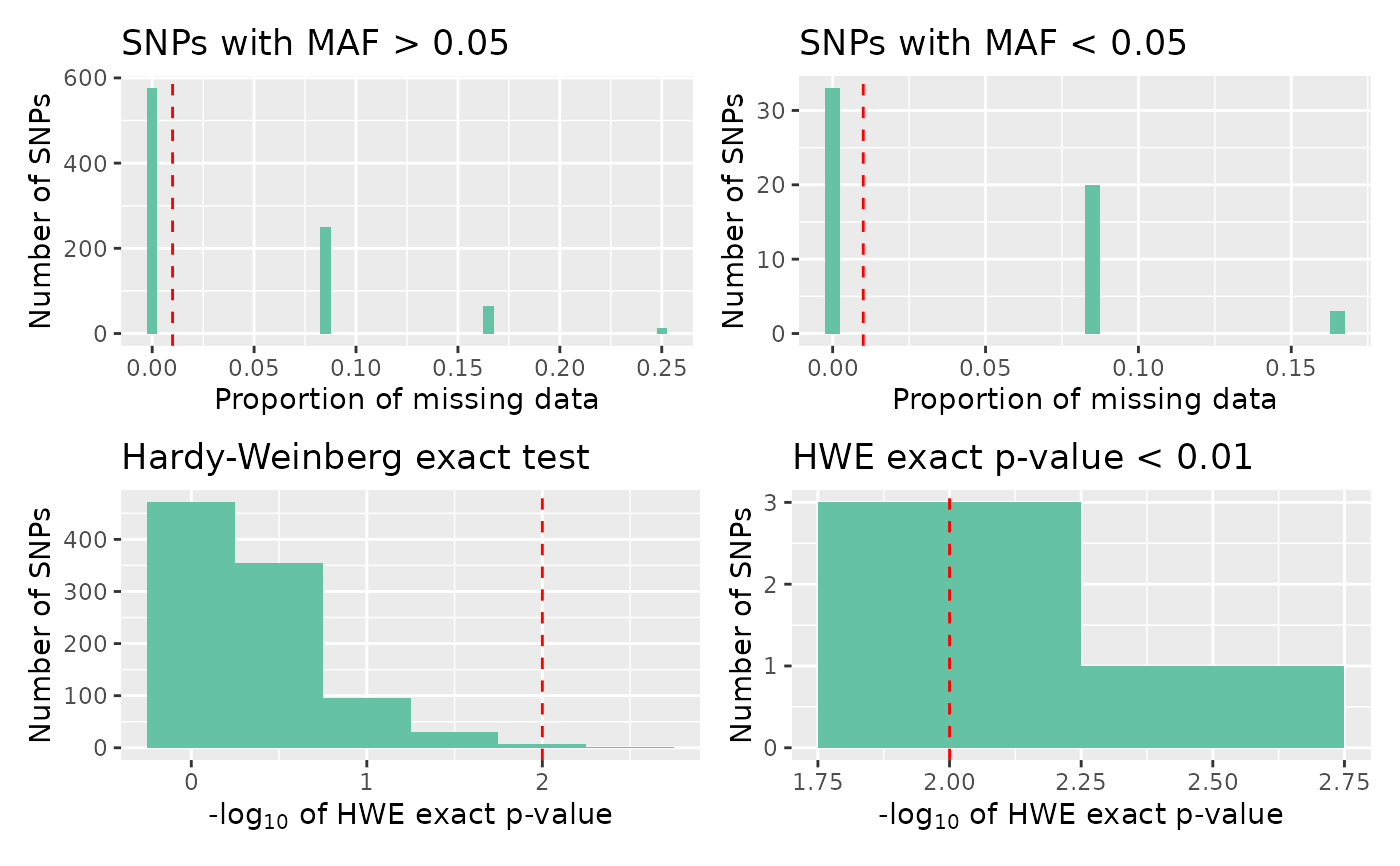 SNPs with MAF > 0.05
Number of SNPs
600
400
200
0
0.00 0.05 0.10 0.15 0.20 0.25
Proportion of missing data
SNPs with MAF < 0.05
Number of SNPs
30
20
10
0
0.00 0.05 0.10 0.15
Proportion of missing data
Hardy-Weinberg exact test
Number of SNPs
400
300
200
100
0
0 1 2
-log₁₀ of HWE exact p-value
HWE exact p-value < 0.01
Number of SNPs
3
2
1
0
1.75 2.00 2.25 2.50 2.75
-log₁₀ of HWE exact p-value